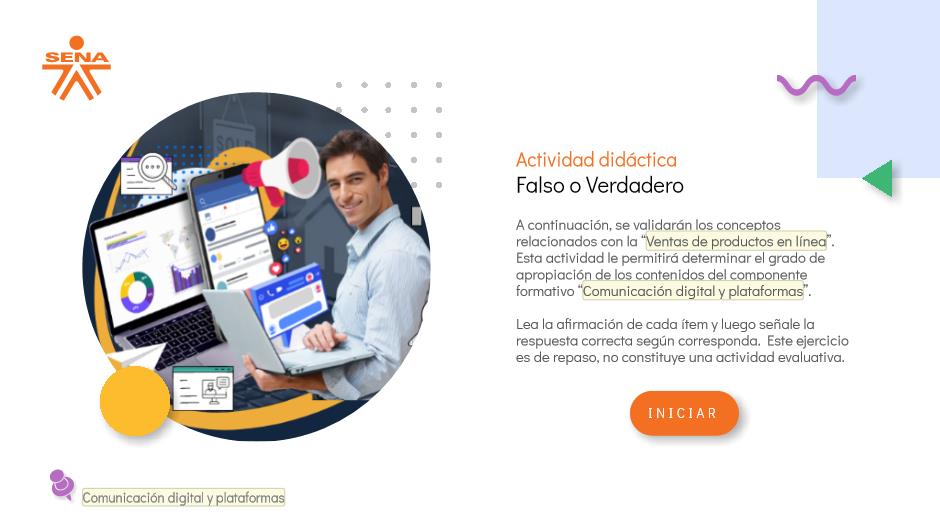 SENA
SOLD
Actividad didáctica
Falso o Verdadero
A continuación, se validarán los conceptos
relacionados con la “Ventas de productos en línea”.
Esta actividad le permitirá determinar el grado de
apropiación de los contenidos del componente
formativo “Comunicación digital y plataformas”.
Lea la afirmación de cada ítem y luego señale la
respuesta correcta según corresponda.  Este ejercicio
es de repaso, no constituye una actividad evaluativa.
INICIAR
Comunicación digital y plataformas